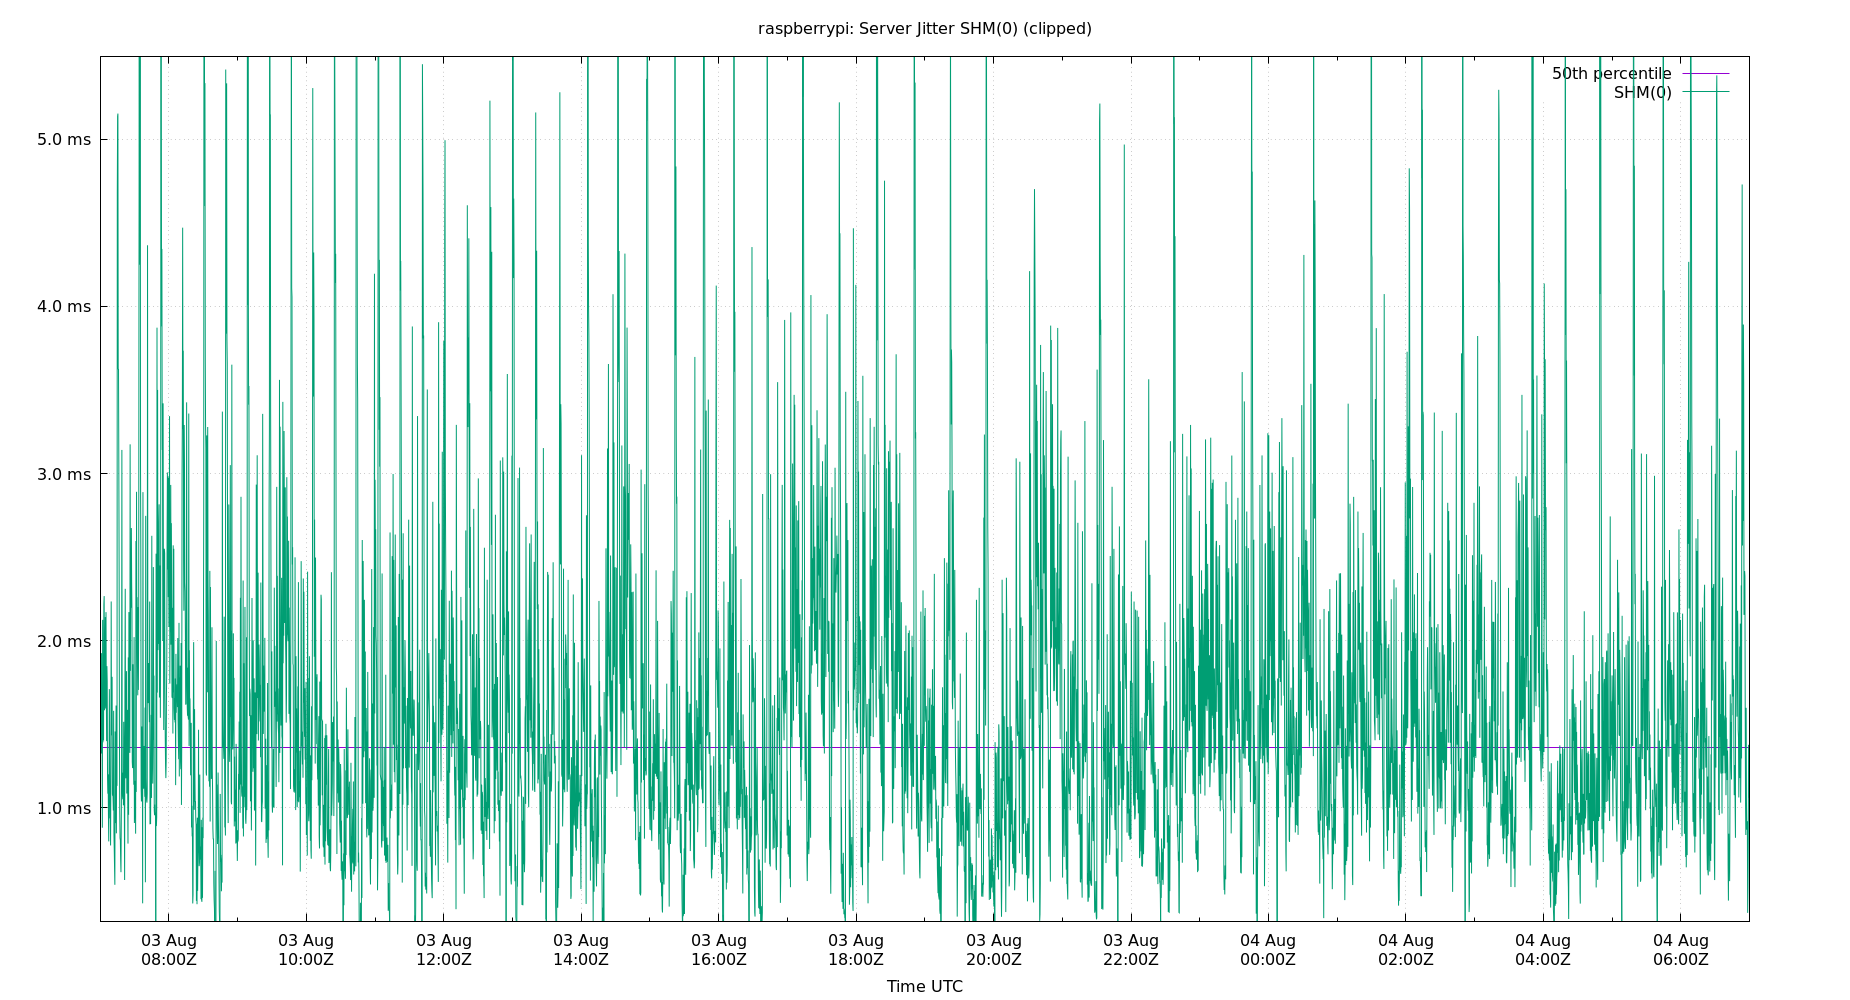 raspberrypi: Server Jitter SHM(0) (clipped)
50th percentile
SHM(0)
5.0 ms
4.0 ms
3.0 ms
2.0 ms
1.0 ms
03 Aug 03 Aug 03 Aug 03 Aug 03 Aug 03 Aug 03 Aug 03 Aug 04 Aug 04 Aug 04 Aug 04 Aug
08:00Z 10:00Z 12:00Z 14:00Z 16:00Z 18:00Z 20:00Z 22:00Z 00:00Z 02:00Z 04:00Z 06:00Z
Time UTC